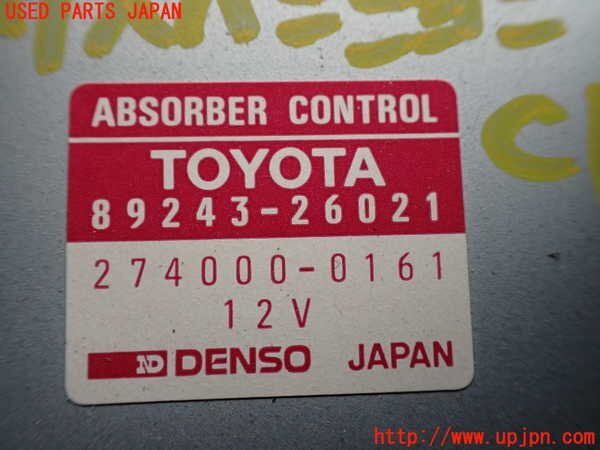 USED PARTS JAPAN
ABSORBER CONTROL
TOYOTA
89243-26021
274000-0161
12V
ND DENSO JAPAN
http://www.upjpn.com